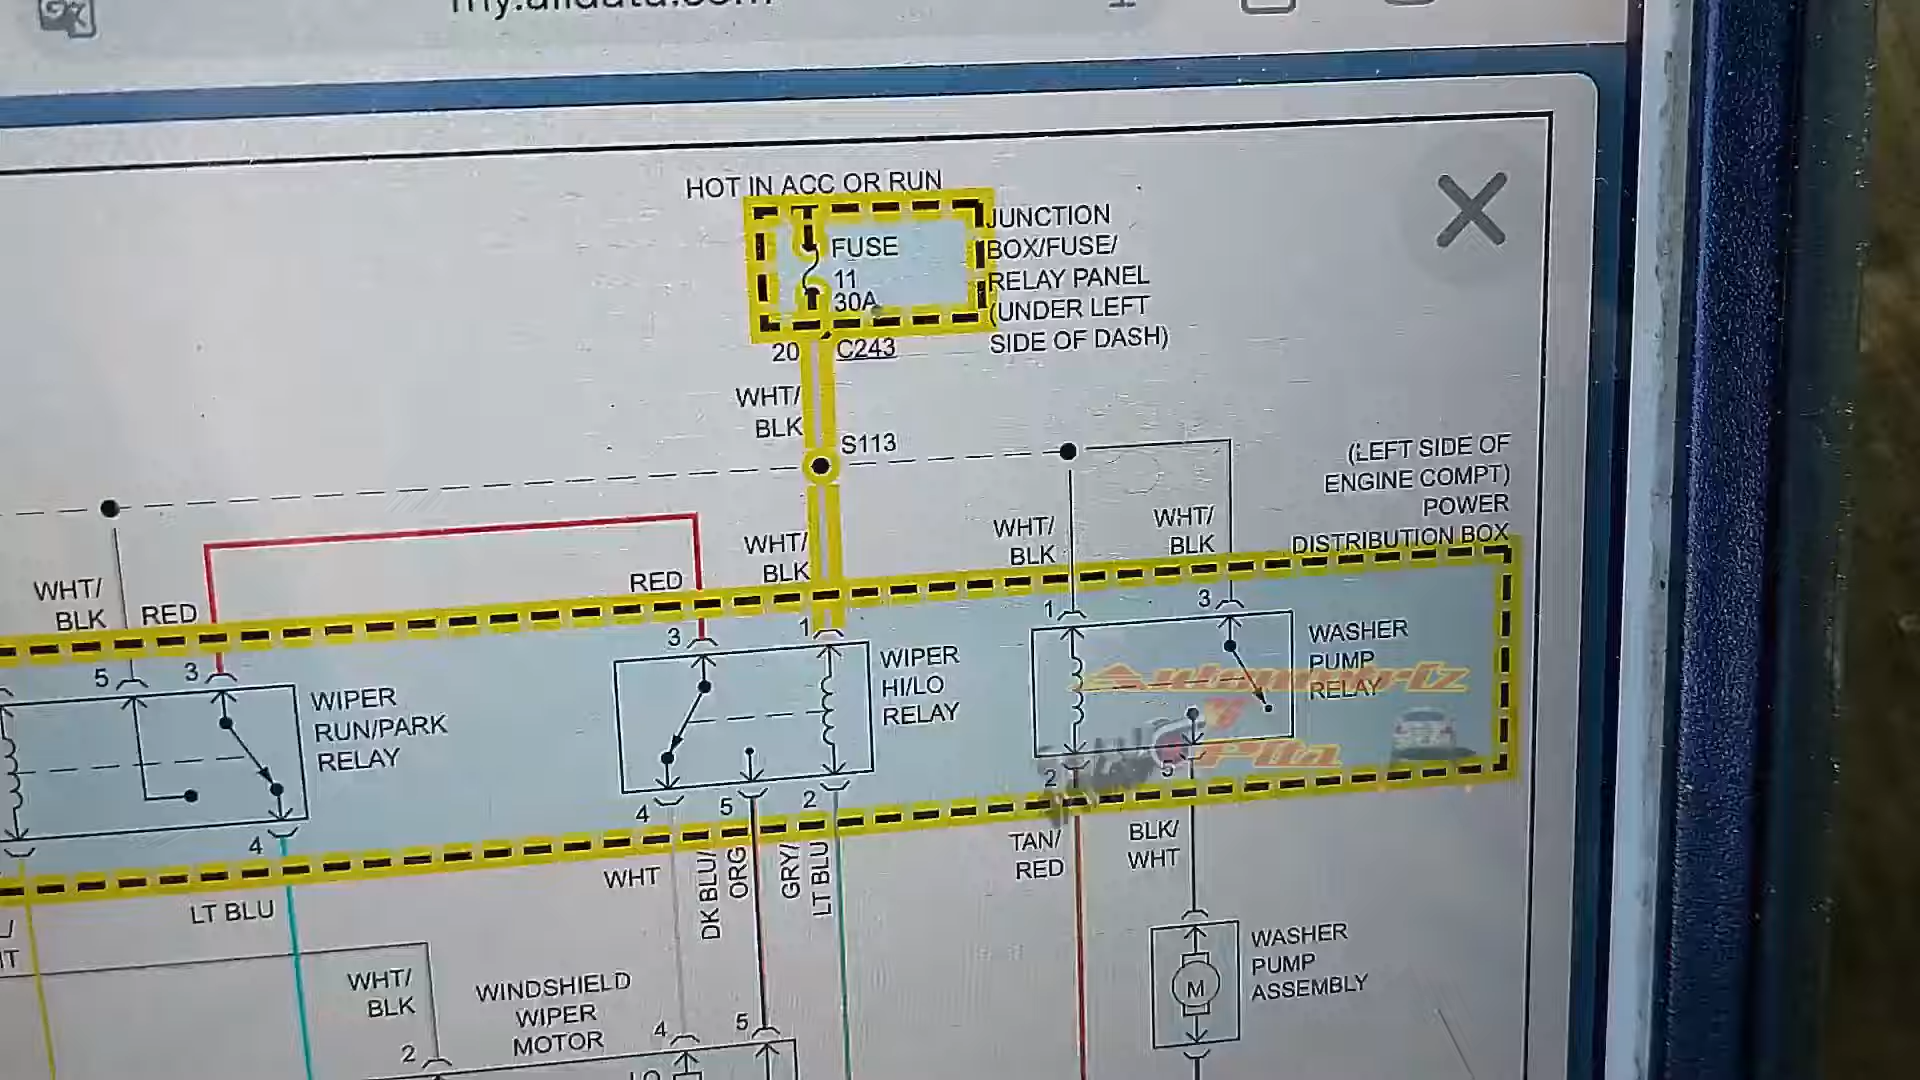 my.alldata.com
HOT IN ACC OR RUN
FUSE
11
30A
JUNCTION
BOX/FUSE/
RELAY PANEL
(UNDER LEFT
SIDE OF DASH)
20
C243
WHT/
BLK
S113
(LEFT SIDE OF
ENGINE COMPT)
POWER
DISTRIBUTION BOX
WHT/
BLK
RED
RED
WHT/
BLK
WHT/
BLK
WHT/
BLK
5
3
WIPER
RUN/PARK
RELAY
4
3
1
WIPER
HI/LO
RELAY
4
5
2
1
3
WASHER
PUMP
RELAY
2
5
LT BLU
WHT
DK BLU/
ORG
GRY/
LT BLU
TAN/
RED
BLK/
WHT
WHT/
BLK
2
WINDSHIELD
WIPER
MOTOR
4
5
LO
M
WASHER
PUMP
ASSEMBLY